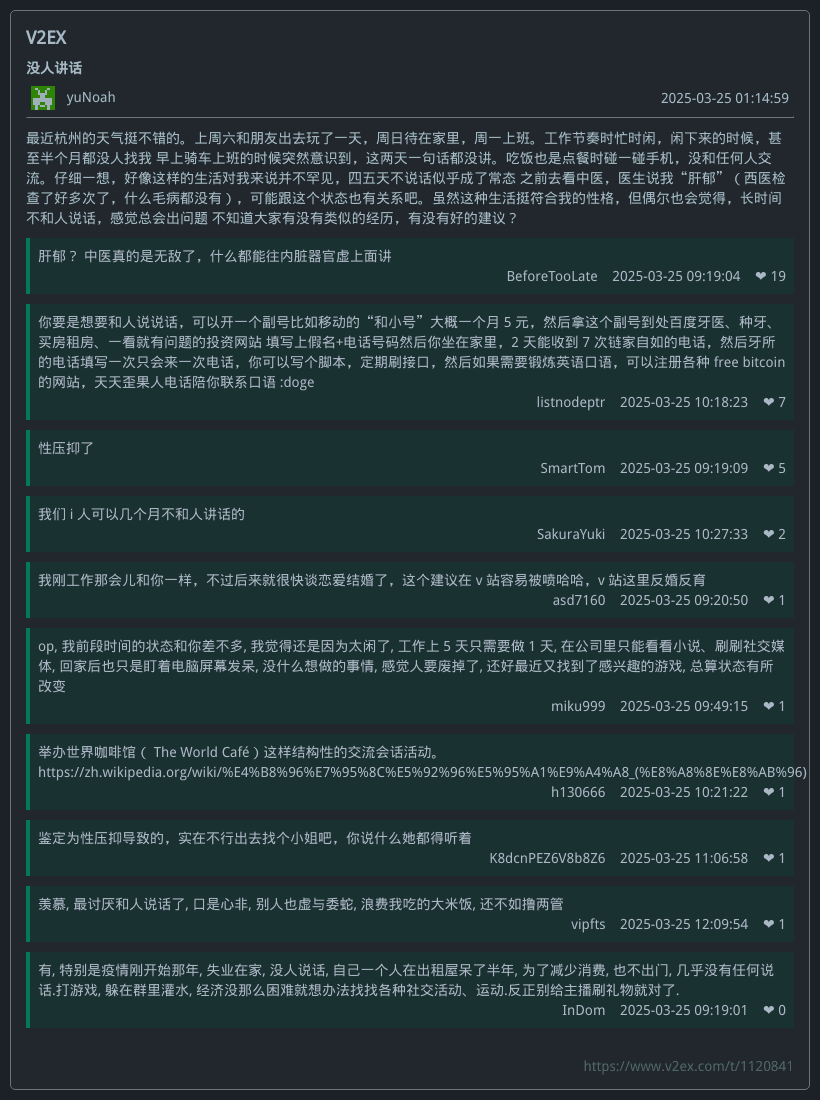 V2EX
没人讲话
yuNoah 2025-03-25 01:14:59
最近杭州的天气挺不错的。上周六和朋友出去玩了一天，周日待在家里，周一上班。工作节奏时忙时闲，闲下来的时候，甚
至半个月都没人找我 早上骑车上班的时候突然意识到，这两天一句话都没讲。吃饭也是点餐时碰一碰手机，没和任何人交
流。仔细一想，好像这样的生活对我来说并不罕见，四五天不说话似乎成了常态 之前去看中医，医生说我“肝郁”（西医检
查了好多次了，什么毛病都没有），可能跟这个状态也有关系吧。虽然这种生活挺符合我的性格，但偶尔也会觉得，长时间
不和人说话，感觉总会出问题 不知道大家有没有类似的经历，有没有好的建议？
肝郁？ 中医真的是无敌了，什么都能往内脏器官虚上面讲
BeforeTooLate 2025-03-25 09:19:04 ❤ 19
你要是想要和人说说话，可以开一个副号比如移动的“和小号”大概一个月 5 元，然后拿这个副号到处百度牙医、种牙、
买房租房、一看就有问题的投资网站 填写上假名+电话号码然后你坐在家里，2 天能收到 7 次链家自如的电话，然后牙所
的电话填写一次只会来一次电话，你可以写个脚本，定期刷接口，然后如果需要锻炼英语口语，可以注册各种 free bitcoin
的网站，天天歪果人电话陪你联系口语 :doge
listnodeptr 2025-03-25 10:18:23 ❤ 7
性压抑了
SmartTom 2025-03-25 09:19:09 ❤ 5
我们 i 人可以几个月不和人讲话的
SakuraYuki 2025-03-25 10:27:33 ❤ 2
我刚工作那会儿和你一样，不过后来就很快谈恋爱结婚了，这个建议在 v 站容易被喷哈哈，v 站这里反婚反育
asd7160 2025-03-25 09:20:50 ❤ 1
op, 我前段时间的状态和你差不多, 我觉得还是因为太闲了, 工作上 5 天只需要做 1 天, 在公司里只能看看小说、刷刷社交媒
体, 回家后也只是盯着电脑屏幕发呆, 没什么想做的事情, 感觉人要废掉了, 还好最近又找到了感兴趣的游戏, 总算状态有所
改变
miku999 2025-03-25 09:49:15 ❤ 1
举办世界咖啡馆（ The World Café ）这样结构性的交流会话活动。
https://zh.wikipedia.org/wiki/%E4%B8%96%E7%95%8C%E5%92%96%E5%95%A1%E9%A4%A8_(%E8%A8%8E%E8%AB%96)
h130666 2025-03-25 10:21:22 ❤ 1
鉴定为性压抑导致的，实在不行出去找个小姐吧，你说什么她都得听着
K8dcnPEZ6V8b8Z6 2025-03-25 11:06:58 ❤ 1
羡慕, 最讨厌和人说话了, 口是心非, 别人也虚与委蛇, 浪费我吃的大米饭, 还不如撸两管
vipfts 2025-03-25 12:09:54 ❤ 1
有, 特别是疫情刚开始那年, 失业在家, 没人说话, 自己一个人在出租屋呆了半年, 为了减少消费, 也不出门, 几乎没有任何说
话.打游戏, 躲在群里灌水, 经济没那么困难就想办法找找各种社交活动、运动.反正别给主播刷礼物就对了.
InDom 2025-03-25 09:19:01 ❤ 0
https://www.v2ex.com/t/1120841